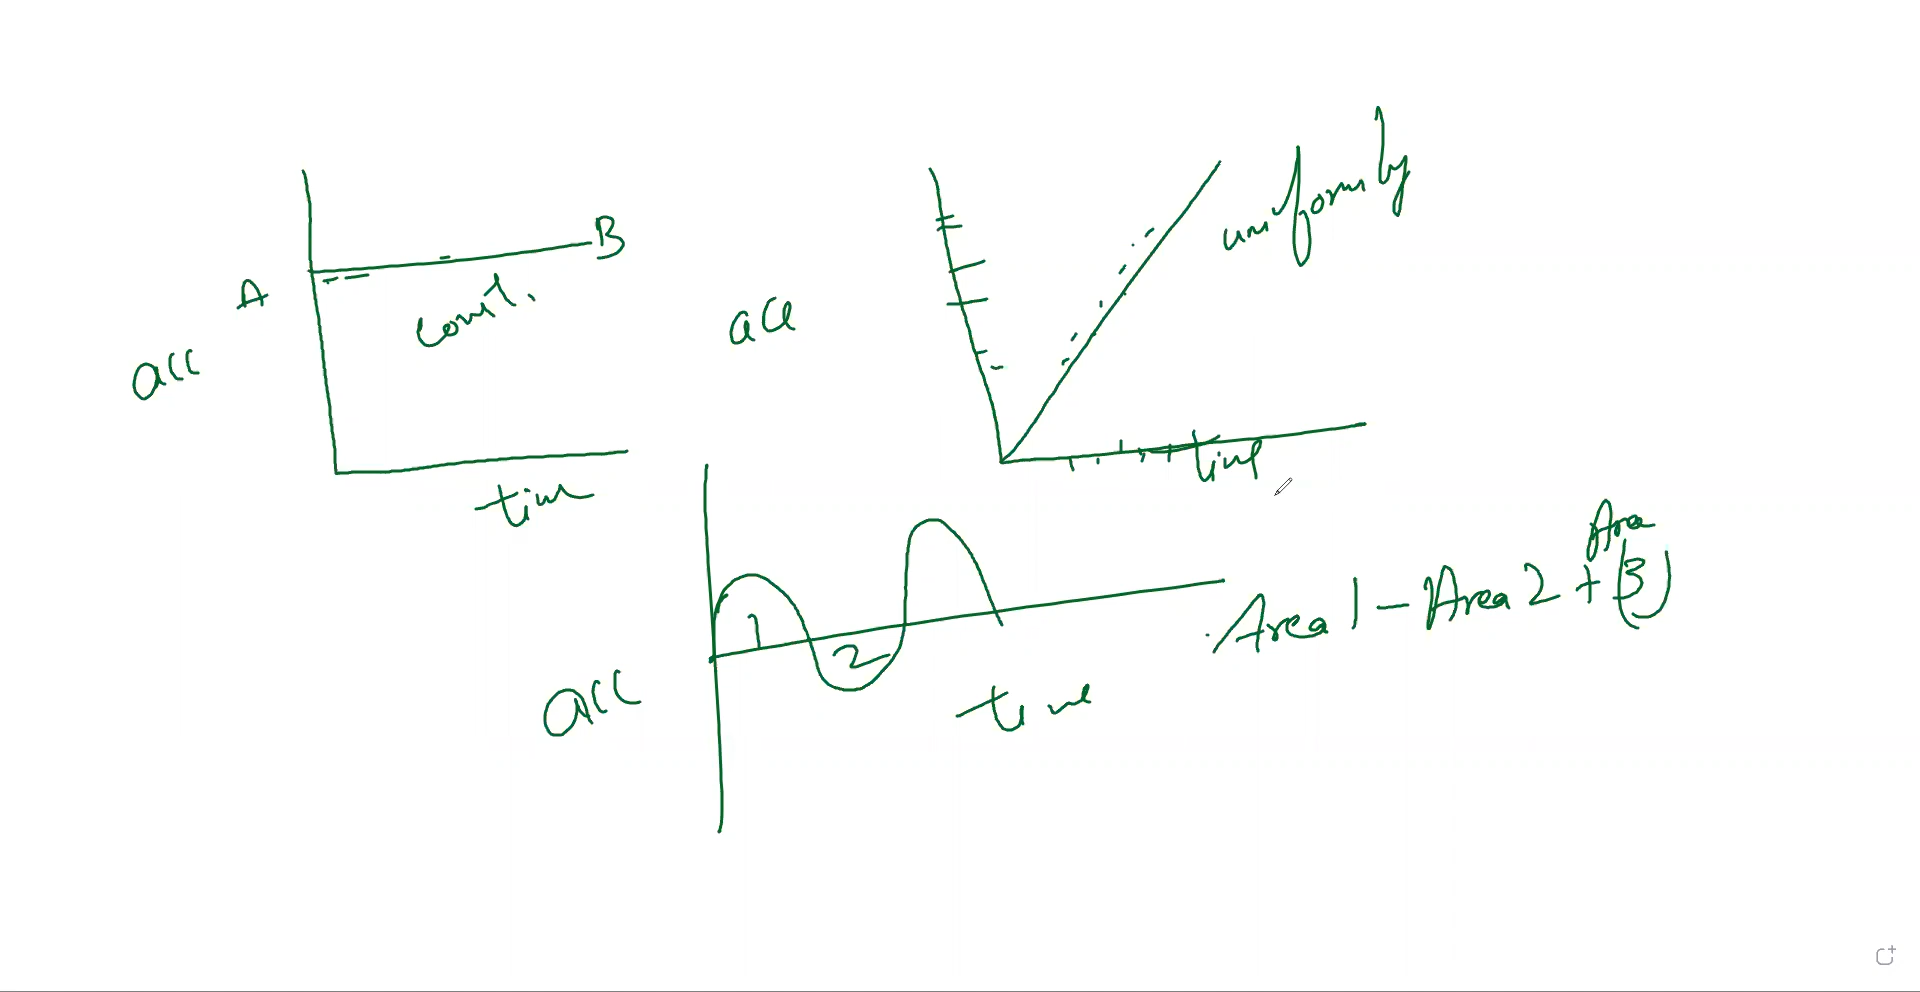 A
B
acc
const.
time
acc
uniformly
time
acc
1
2
time
Area 1 - Area 2 + Area (3)